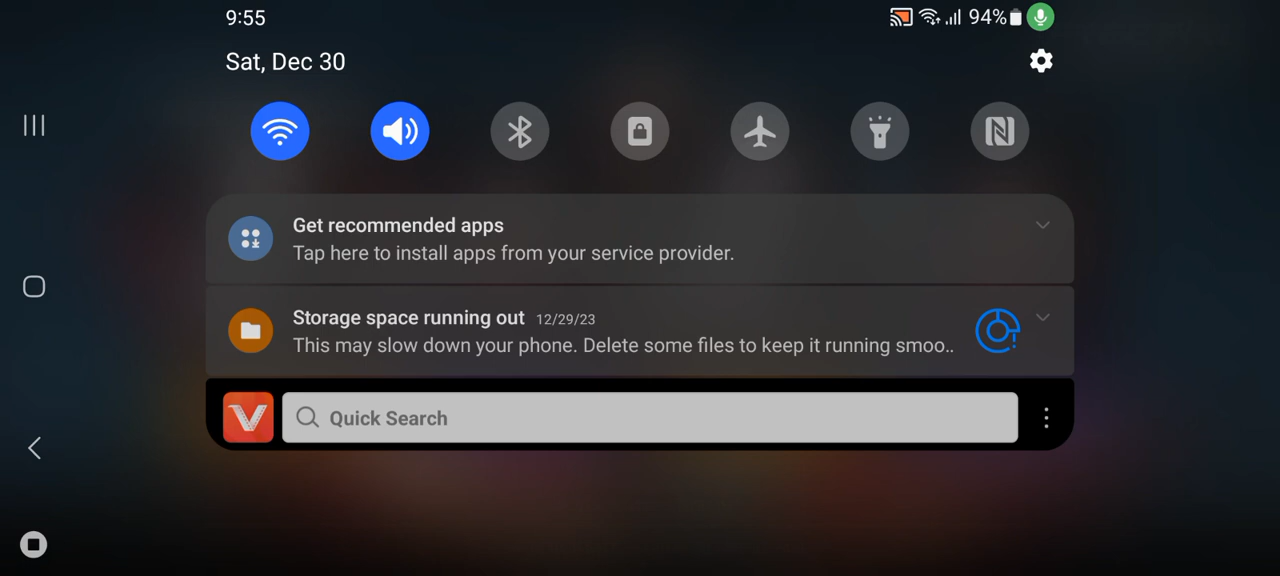 9:55
94%
Sat, Dec 30
Get recommended apps
Tap here to install apps from your service provider.
Storage space running out 12/29/23
This may slow down your phone. Delete some files to keep it running smoo..
Quick Search